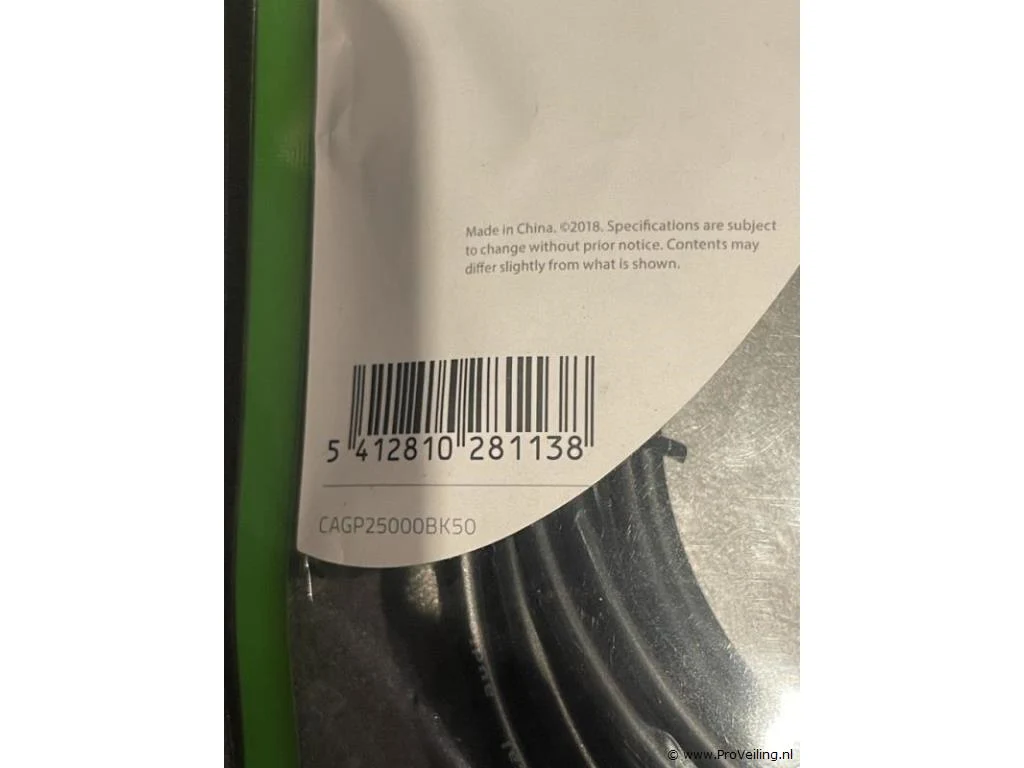 Made in China. ©2018. Specifications are subject
to change without prior notice. Contents may
differ slightly from what is shown.
5 412810 281138
CAGP25000BK50
© www.ProVeiling.nl